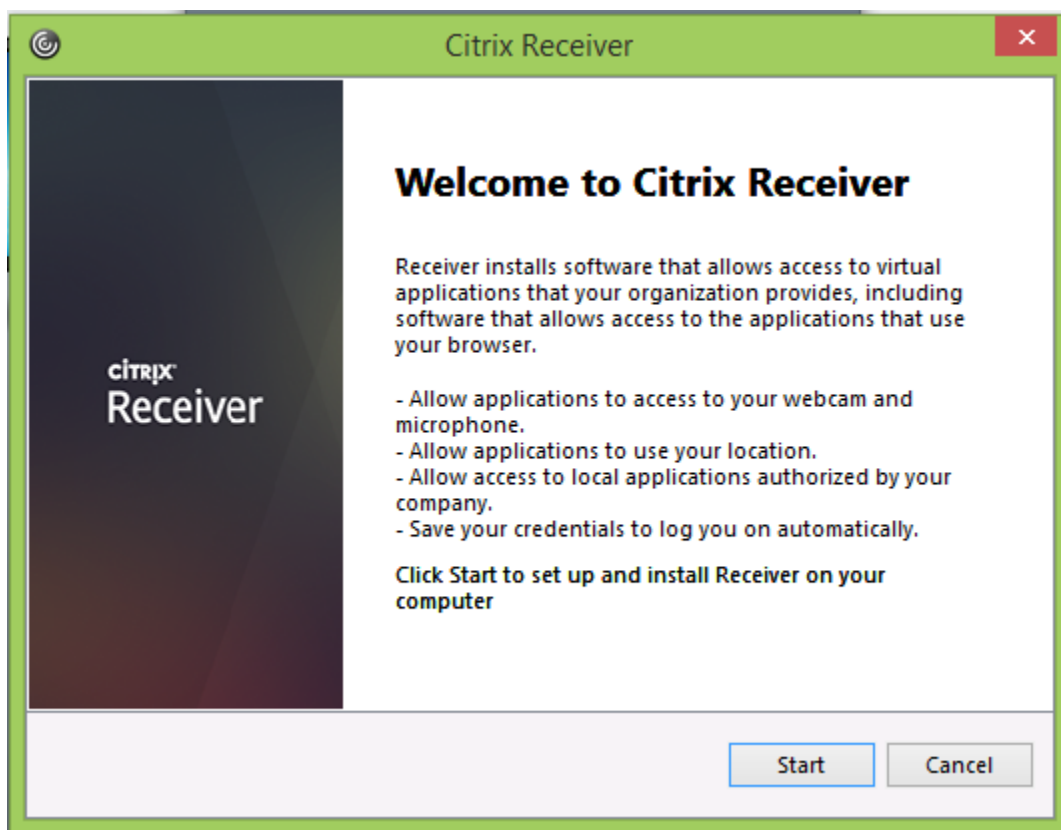 Citrix Receiver
Welcome to Citrix Receiver
Receiver installs software that allows access to virtual
applications that your organization provides, including
software that allows access to the applications that use
your browser.
CİTRIX
Receiver
- Allow applications to access to your webcam and
microphone.
- Allow applications to use your location.
- Allow access to local applications authorized by your
company.
- Save your credentials to log you on automatically.
Click Start to set up and install Receiver on your
computer
Start
Cancel